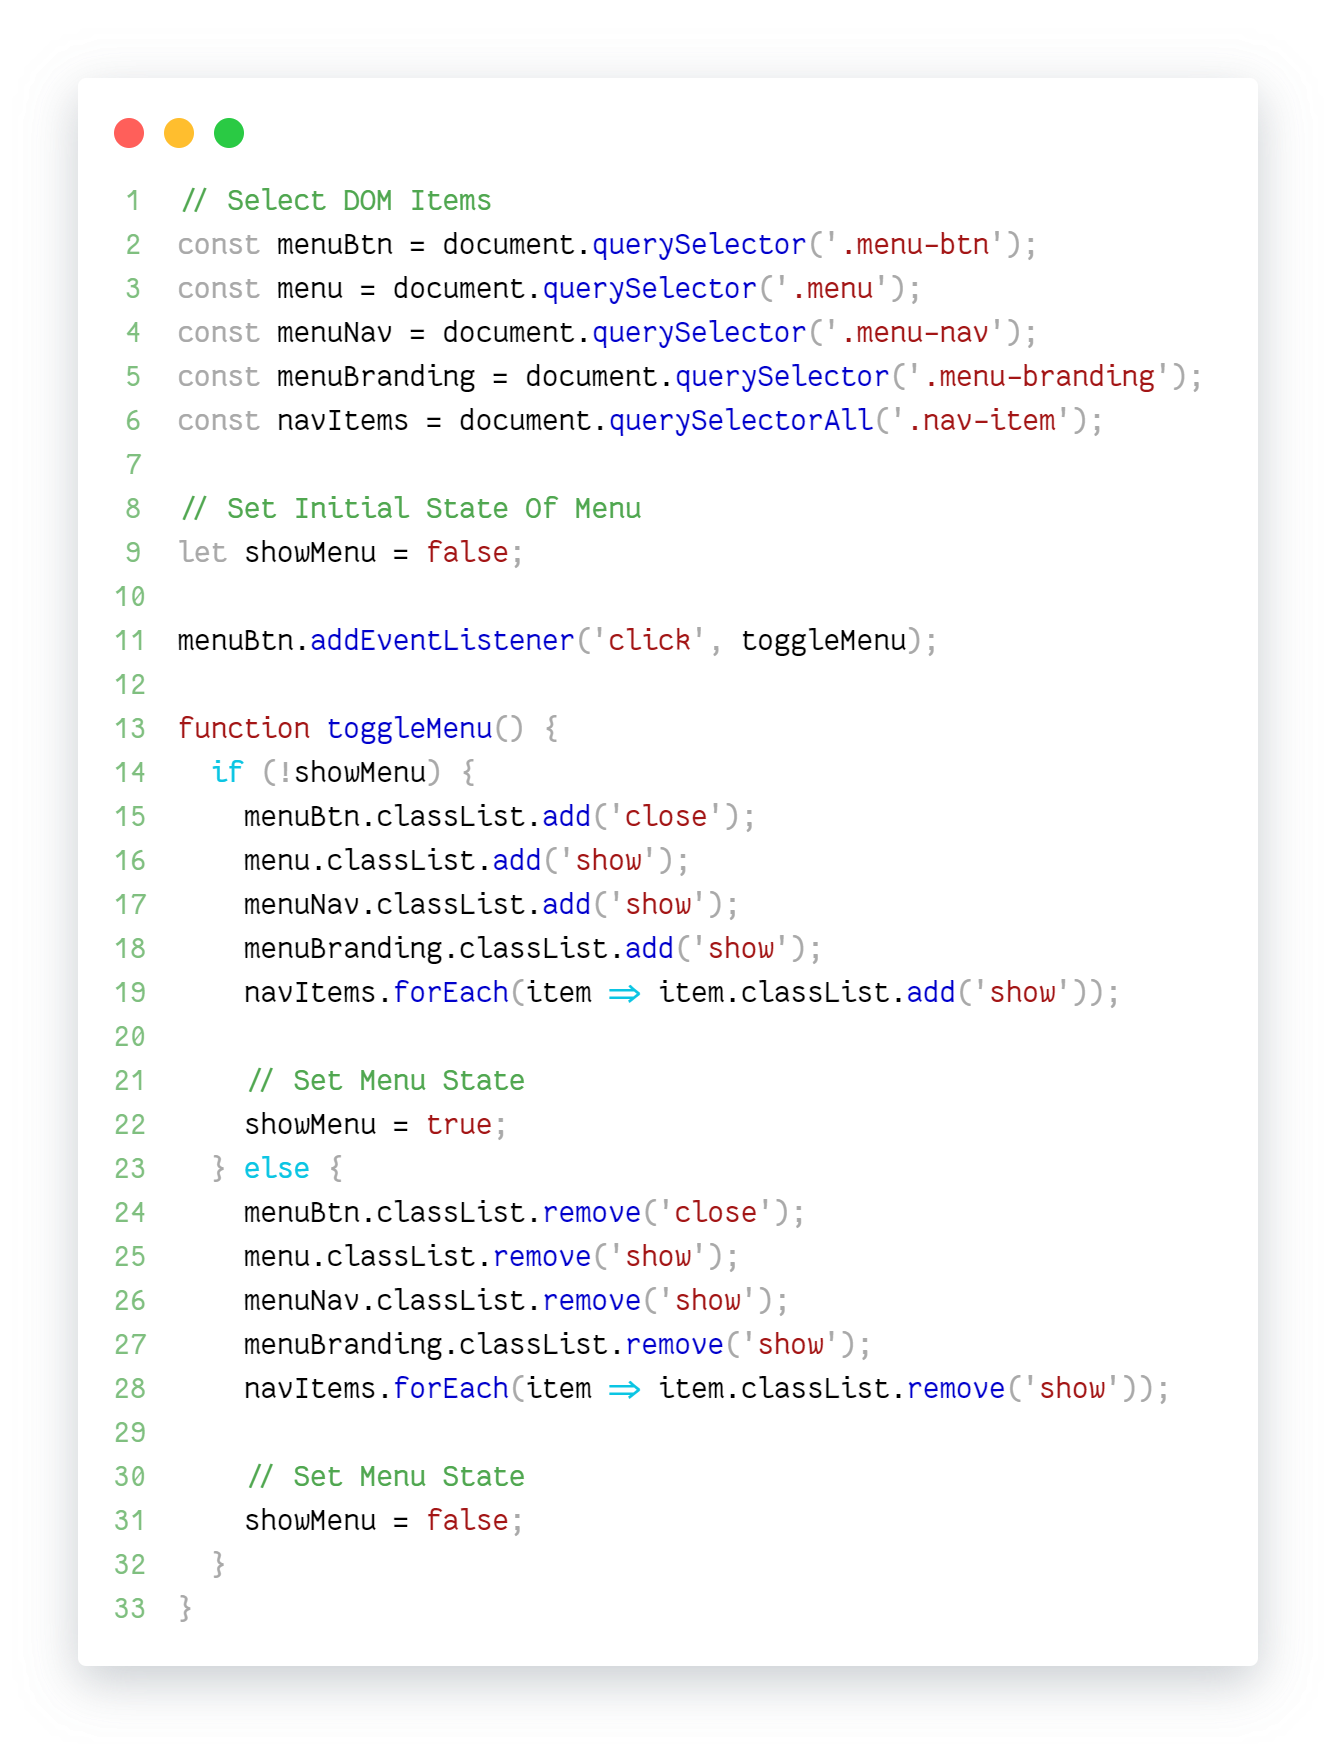 1 // Select DOM Items
2 const menuBtn = document.querySelector('.menu-btn');
3 const menu = document.querySelector('.menu');
4 const menuNav = document.querySelector('.menu-nav');
5 const menuBranding = document.querySelector('.menu-branding');
6 const navItems = document.querySelectorAll('.nav-item');
7
8 // Set Initial State Of Menu
9 let showMenu = false;
10
11 menuBtn.addEventListener('click', toggleMenu);
12
13 function toggleMenu() {
14   if (!showMenu) {
15     menuBtn.classList.add('close');
16     menu.classList.add('show');
17     menuNav.classList.add('show');
18     menuBranding.classList.add('show');
19     navItems.forEach(item => item.classList.add('show'));
20
21     // Set Menu State
22     showMenu = true;
23   } else {
24     menuBtn.classList.remove('close');
25     menu.classList.remove('show');
26     menuNav.classList.remove('show');
27     menuBranding.classList.remove('show');
28     navItems.forEach(item => item.classList.remove('show'));
29
30     // Set Menu State
31     showMenu = false;
32   }
33 }